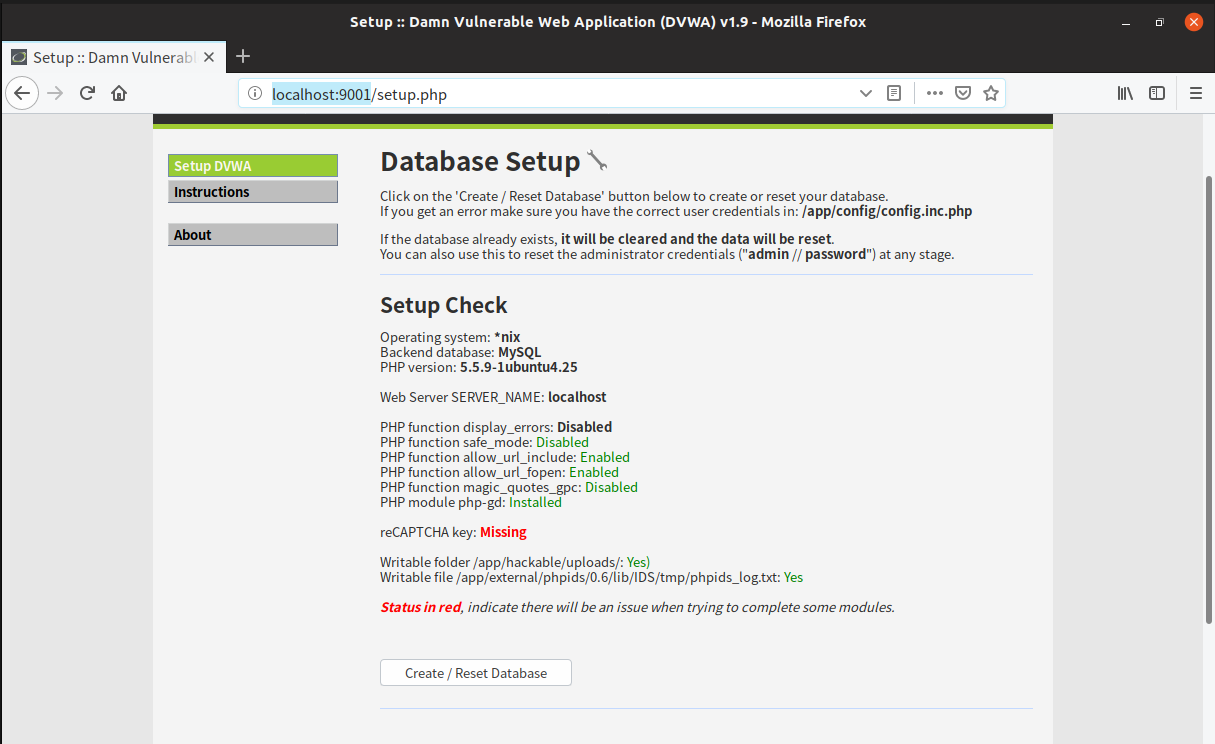 Setup :: Damn Vulnerable Web Application (DVWA) v1.9 - Mozilla Firefox
Setup :: Damn Vulnerab
localhost:9001/setup.php
Setup DVWA
Instructions
About
Database Setup
Click on the 'Create / Reset Database' button below to create or reset your database.
If you get an error make sure you have the correct user credentials in: /app/config/config.inc.php
If the database already exists, it will be cleared and the data will be reset.
You can also use this to reset the administrator credentials ("admin // password") at any stage.
Setup Check
Operating system: *nix
Backend database: MySQL
PHP version: 5.5.9-1ubuntu4.25
Web Server SERVER_NAME: localhost
PHP function display_errors: Disabled
PHP function safe_mode: Disabled
PHP function allow_url_include: Enabled
PHP function allow_url_fopen: Enabled
PHP function magic_quotes_gpc: Disabled
PHP module php-gd: Installed
reCAPTCHA key: Missing
Writable folder /app/hackable/uploads/: Yes)
Writable file /app/external/phpids/0.6/lib/IDS/tmp/phpids_log.txt: Yes
Status in red, indicate there will be an issue when trying to complete some modules.
Create / Reset Database